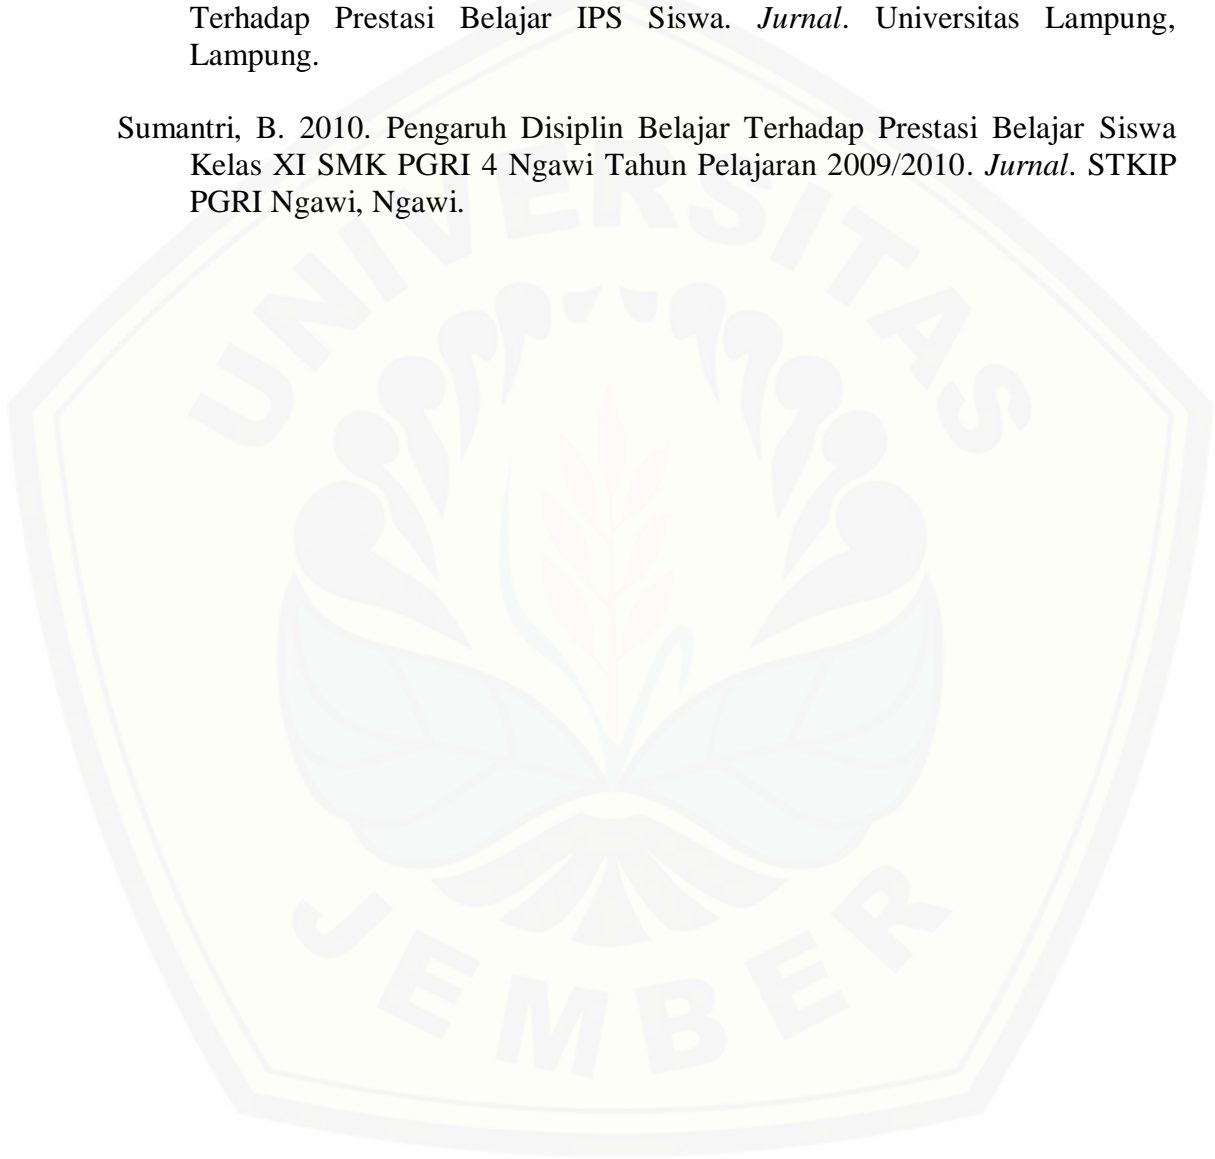 Terhadap Prestasi Belajar IPS Siswa. Jurnal. Universitas Lampung,
Lampung.
Sumantri, B. 2010. Pengaruh Disiplin Belajar Terhadap Prestasi Belajar Siswa
Kelas XI SMK PGRI 4 Ngawi Tahun Pelajaran 2009/2010. Jurnal. STKIP
PGRI Ngawi, Ngawi.
UNIVERSITAS
JEMBER